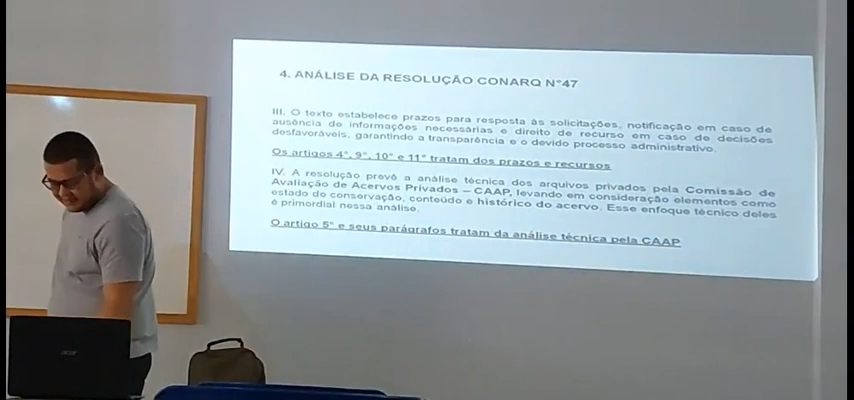 4. ANÁLISE DA RESOLUÇÃO CONARQ N°47
III. O texto estabelece prazos para resposta às solicitações, notificação em caso de
ausência de informações necessárias e direito de recurso em caso de decisões
desfavoráveis, garantindo a transparência e o devido processo administrativo.
Os artigos 4°, 9°, 10° e 11° tratam dos prazos e recursos
IV. A resolução prevê a análise técnica dos arquivos privados pela Comissão de
Avaliação de Acervos Privados – CAAP, levando em consideração elementos como
estado de conservação, conteúdo e histórico do acervo. Esse enfoque técnico deles
é primordial nessa análise.
O artigo 5° e seus parágrafos tratam da análise técnica pela CAAP
acer